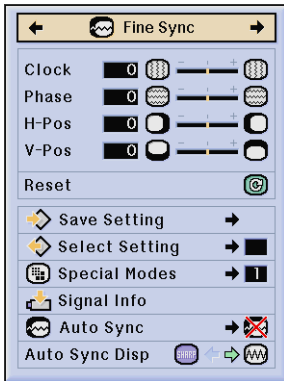 Fine Sync
Clock 0 - +
Phase 0 - +
H-Pos 0 - +
V-Pos 0 - +
Reset
Save Setting
Select Setting
Special Modes 1
Signal Info
Auto Sync
Auto Sync Disp SHARP